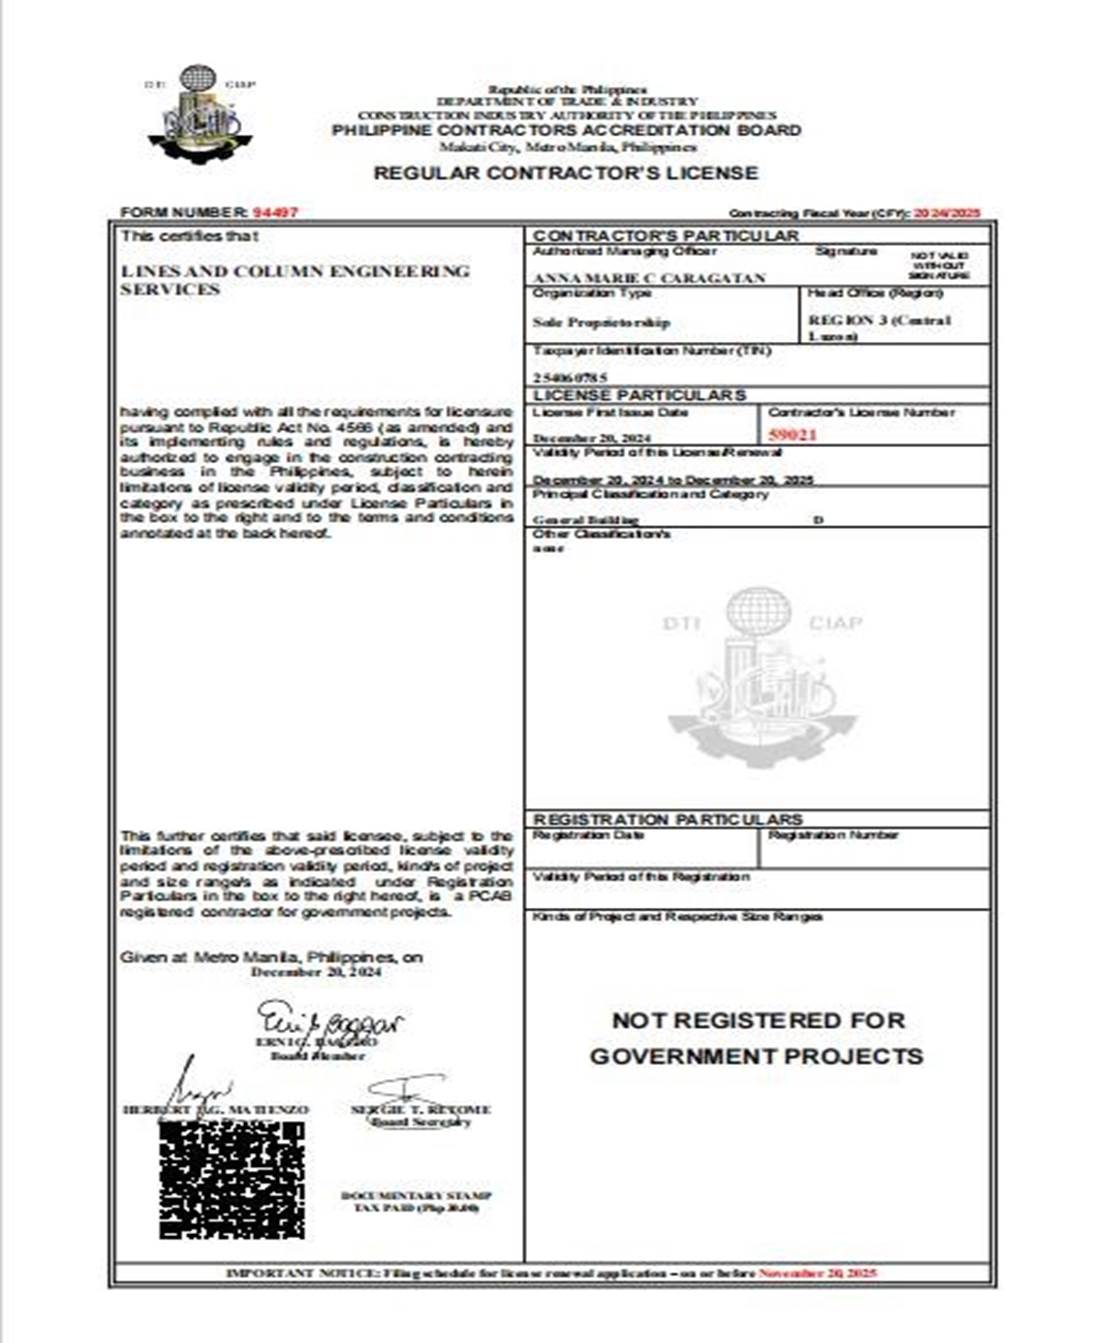 DTI CIAP
Republic of the Philippines
DEPARTMENT OF TRADE & INDUSTRY
CONSTRUCTION INDUSTRY AUTHORITY OF THE PHILIPPINES
PHILIPPINE CONTRACTORS ACCREDITATION BOARD
Makati City, Metro Manila, Philippines
REGULAR CONTRACTOR'S LICENSE
FORM NUMBER: 94497
Contracting Fiscal Year (CFY): 2024/2025
This certifies that
LINES AND COLUMN ENGINEERING
SERVICES
having complied with all the requirements for licensure
pursuant to Republic Act No. 4566 (as amended) and
its implementing rules and regulations, is hereby
authorized to engage in the construction contracting
business in the Philippines, subject to herein
limitations of license validity period, classification and
category as prescribed under License Particulars in
the box to the right and to the terms and conditions
annotated at the back hereof.
This further certifies that said licensee, subject to the
limitations of the above-prescribed license validity
period and registration validity period, kind/s of project
and size range/s as indicated under Registration
Particulars in the box to the right hereof, is a PCAB
registered contractor for government projects.
Given at Metro Manila, Philippines, on
December 20, 2024
ERNI G.
Board Member
HERBERT D.G. MATIENZO
SERGIE T. RETOME
Board Secretary
DOCUMENTARY STAMP
TAX PAID (Php 30.00)
CONTRACTOR'S PARTICULAR
Authorized Managing Officer
Signature
NOT VALID
WITHOUT
SIGNATURE
ANNA MARIE C CARAGATAN
Organization Type
Sole Proprietorship
Head Office (Region)
REGION 3 (Central
Luzon)
Taxpayer Identification Number (TIN)
254060785
LICENSE PARTICULARS
License First Issue Date
December 20, 2024
Contractor's License Number
59021
Validity Period of this License/Renewal
December 20, 2024 to December 20, 2025
Principal Classification and Category
General Building D
Other Classification/s
none
DTI CIAP
REGISTRATION PARTICULARS
Registration Date
Registration Number
Validity Period of this Registration
Kinds of Project and Respective Size Ranges
NOT REGISTERED FOR
GOVERNMENT PROJECTS
IMPORTANT NOTICE: Filing schedule for license renewal application – on or before November 20, 2025